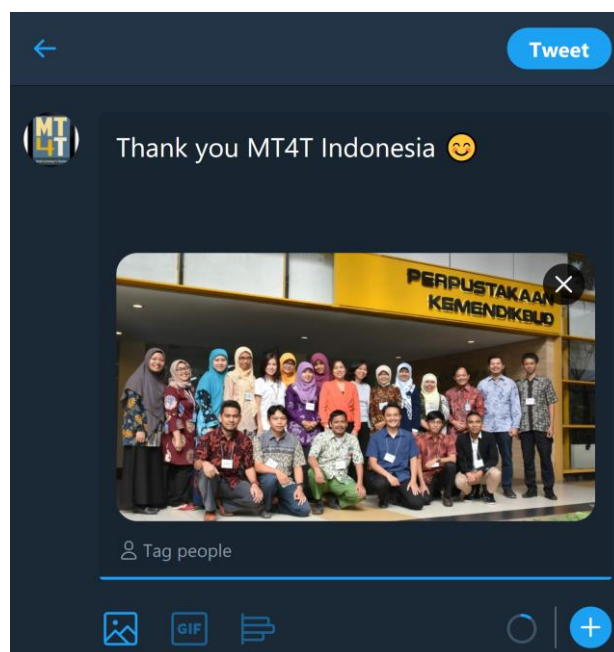 Tweet
MT
4T
Thank you MT4T Indonesia 😊
PERPUSTAKAAN
KEMENDIKBUD
Tag people
GIF